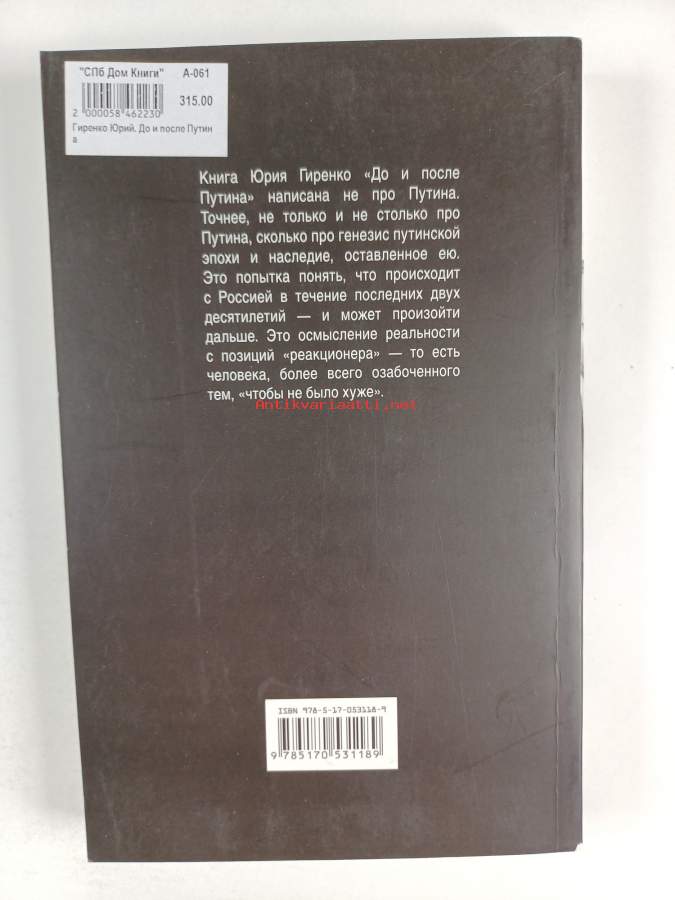 "СПб Дом Книги" А-061
315.00
2 000058 462230
Гиренко Юрий. До и после Путин
а
Книга Юрия Гиренко «До и после
Путина» написана не про Путина.
Точнее, не только и не столько про
Путина, сколько про генезис путинской
эпохи и наследие, оставленное ею.
Это попытка понять, что происходит
с Россией в течение последних двух
десятилетий — и может произойти
дальше. Это осмысление реальности
с позиций «реакционера» — то есть
человека, более всего озабоченного
тем, «чтобы не было хуже».
Antikvariaatti.net
ISBN 978-5-17-053118-9
9 785170 531189